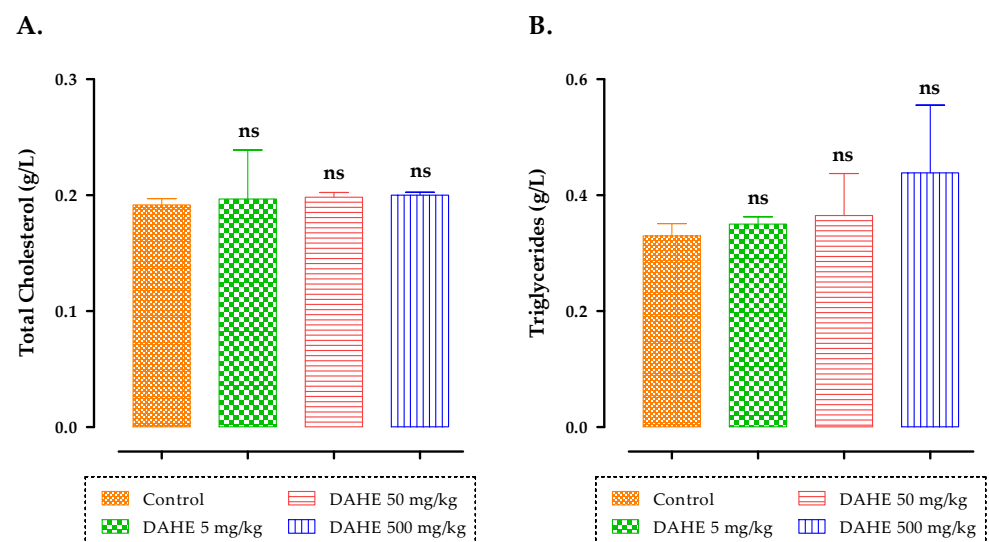 A.
Total Cholesterol (g/L)
0.3
0.2
0.1
0.0
ns
ns
ns
Control
DAHE 50 mg/kg
DAHE 5 mg/kg
DAHE 500 mg/kg
B.
Triglycerides (g/L)
0.6
0.4
0.2
0.0
ns
ns
ns
Control
DAHE 50 mg/kg
DAHE 5 mg/kg
DAHE 500 mg/kg